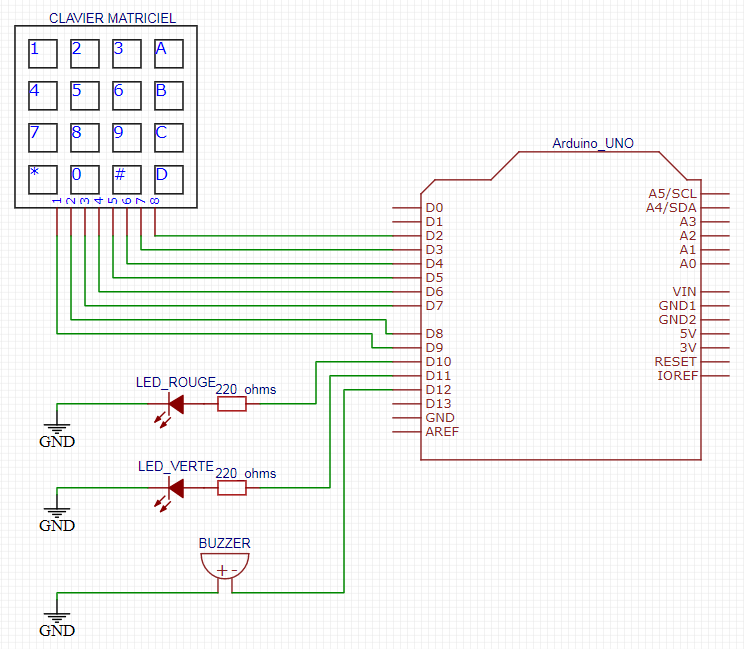 CLAVIER MATRICIEL
1 2 3 A
4 5 6 B
7 8 9 C
* 0 # D
1 2 3 4 5 6 7 8
Arduino_UNO
D0
D1
D2
D3
D4
D5
D6
D7
D8
D9
D10
D11
D12
D13
GND
AREF
A5/SCL
A4/SDA
A3
A2
A1
A0
VIN
GND1
GND2
5V
3V
RESET
IOREF
LED_ROUGE
220_ohms
GND
LED_VERTE
220_ohms
GND
BUZZER
+ -
GND